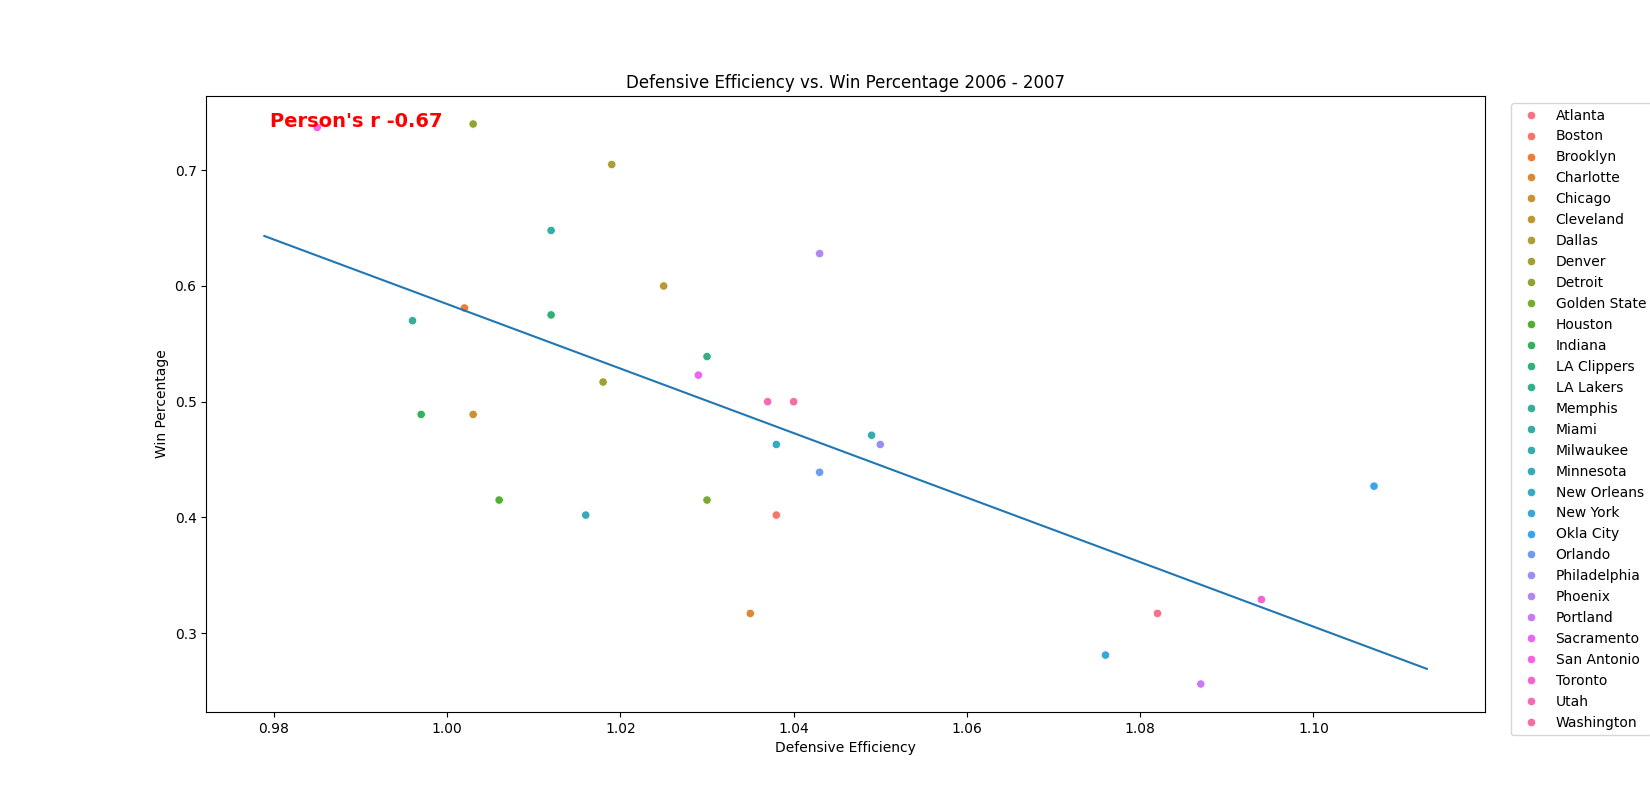 Defensive Efficiency vs. Win Percentage 2006 - 2007
Person's r -0.67
Win Percentage
0.7
0.6
0.5
0.4
0.3
0.98 1.00 1.02 1.04 1.06 1.08 1.10
Defensive Efficiency
Atlanta
Boston
Brooklyn
Charlotte
Chicago
Cleveland
Dallas
Denver
Detroit
Golden State
Houston
Indiana
LA Clippers
LA Lakers
Memphis
Miami
Milwaukee
Minnesota
New Orleans
New York
Okla City
Orlando
Philadelphia
Phoenix
Portland
Sacramento
San Antonio
Toronto
Utah
Washington